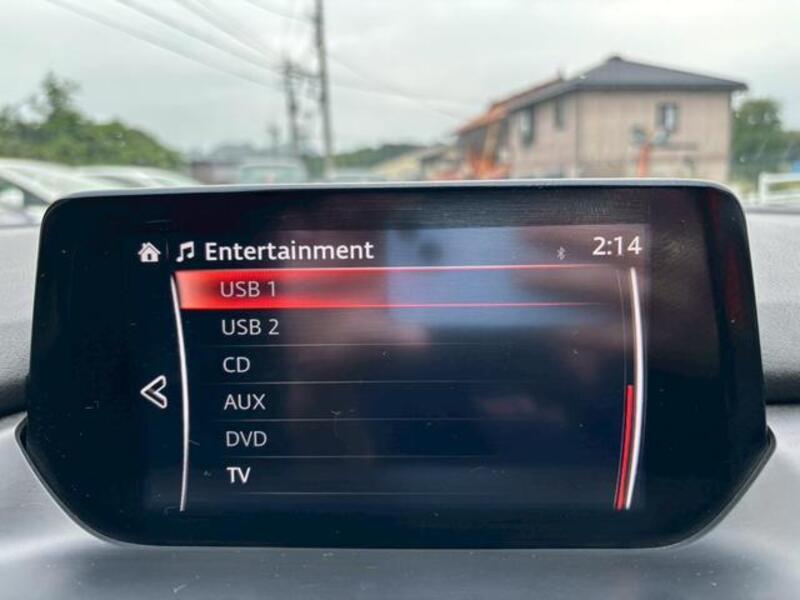 Entertainment 2:14
USB 1
USB 2
CD
AUX
DVD
TV